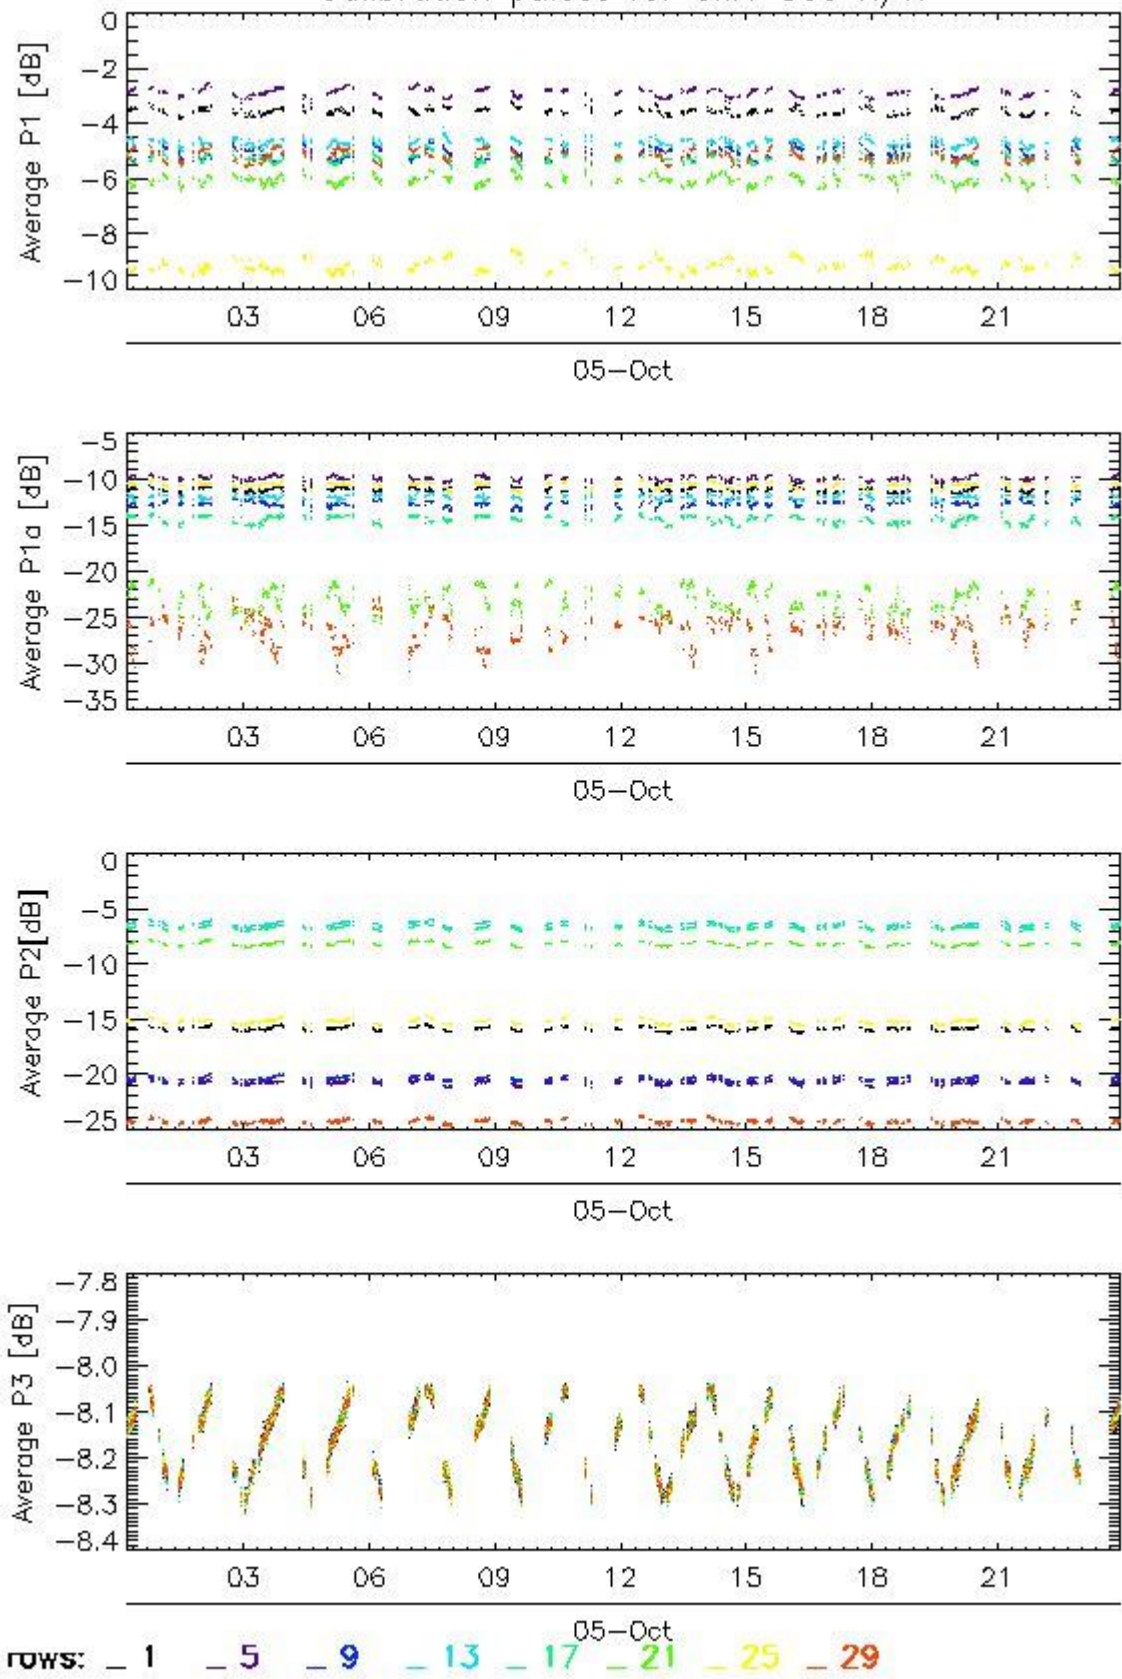 0
-2
-4
-6
-8
-10
Average P1 [dB]
03 06 09 12 15 18 21
05-Oct
-5
-10
-15
-20
-25
-30
-35
Average P1a [dB]
03 06 09 12 15 18 21
05-Oct
0
-5
-10
-15
-20
-25
Average P2[dB]
03 06 09 12 15 18 21
05-Oct
-7.8
-7.9
-8.0
-8.1
-8.2
-8.3
-8.4
Average P3 [dB]
03 06 09 12 15 18 21
05-Oct
rows: _ 1 _ 5 _ 9 _ 13 _ 17 _ 21 _ 25 _ 29